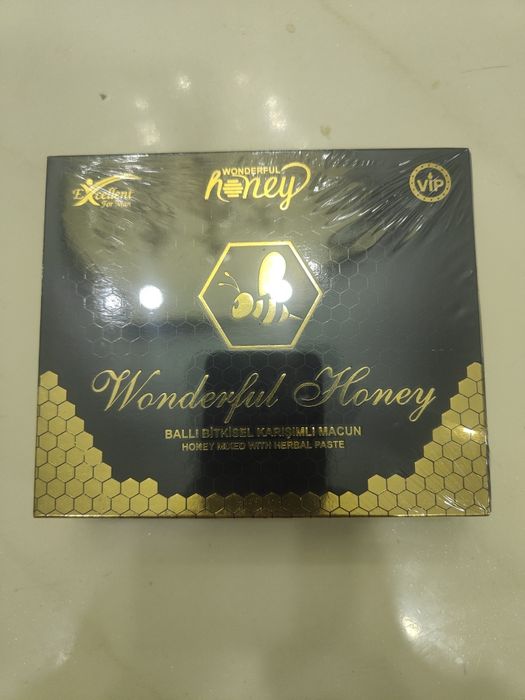 Excellent
For Man
WONDERFUL
honey
VIP
Wonderful Honey
BALLI BİTKİSEL KARIŞIMLI MACUN
HONEY MIXED WITH HERBAL PASTE